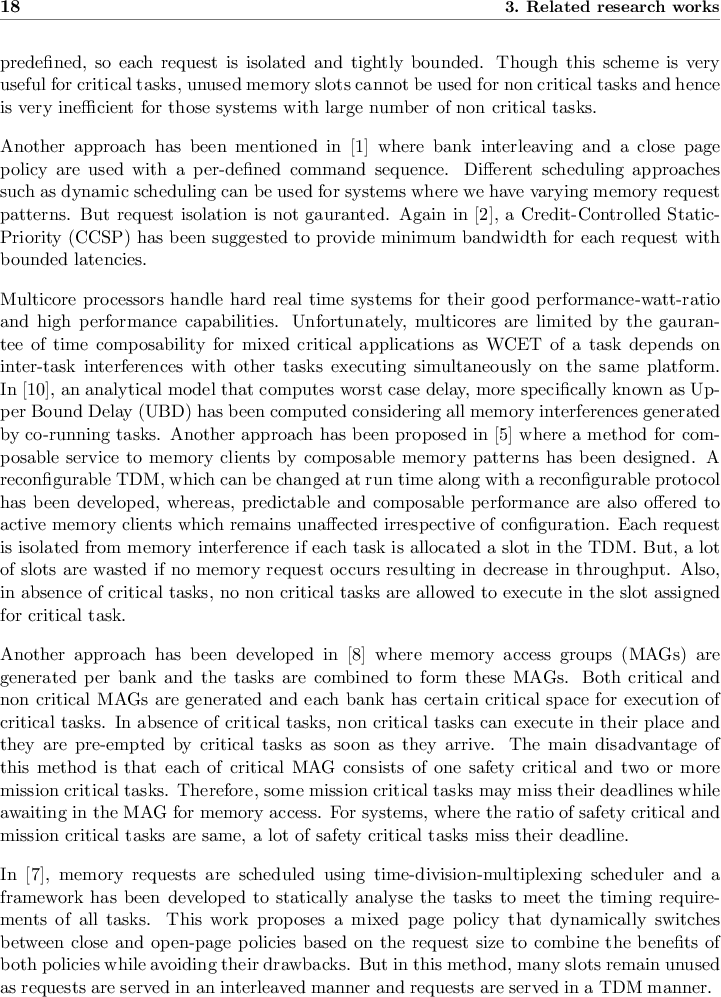 18 3. Related research works
predefined, so each request is isolated and tightly bounded. Though this scheme is very
useful for critical tasks, unused memory slots cannot be used for non critical tasks and hence
is very inefficient for those systems with large number of non critical tasks.
Another approach has been mentioned in [1] where bank interleaving and a close page
policy are used with a per-defined command sequence. Different scheduling approaches
such as dynamic scheduling can be used for systems where we have varying memory request
patterns. But request isolation is not gauranted. Again in [2], a Credit-Controlled Static-
Priority (CCSP) has been suggested to provide minimum bandwidth for each request with
bounded latencies.
Multicore processors handle hard real time systems for their good performance-watt-ratio
and high performance capabilities. Unfortunately, multicores are limited by the gauran-
tee of time composability for mixed critical applications as WCET of a task depends on
inter-task interferences with other tasks executing simultaneously on the same platform.
In [10], an analytical model that computes worst case delay, more specifically known as Up-
per Bound Delay (UBD) has been computed considering all memory interferences generated
by co-running tasks. Another approach has been proposed in [5] where a method for com-
posable service to memory clients by composable memory patterns has been designed. A
reconfigurable TDM, which can be changed at run time along with a reconfigurable protocol
has been developed, whereas, predictable and composable performance are also offered to
active memory clients which remains unaffected irrespective of configuration. Each request
is isolated from memory interference if each task is allocated a slot in the TDM. But, a lot
of slots are wasted if no memory request occurs resulting in decrease in throughput. Also,
in absence of critical tasks, no non critical tasks are allowed to execute in the slot assigned
for critical task.
Another approach has been developed in [8] where memory access groups (MAGs) are
generated per bank and the tasks are combined to form these MAGs. Both critical and
non critical MAGs are generated and each bank has certain critical space for execution of
critical tasks. In absence of critical tasks, non critical tasks can execute in their place and
they are pre-empted by critical tasks as soon as they arrive. The main disadvantage of
this method is that each of critical MAG consists of one safety critical and two or more
mission critical tasks. Therefore, some mission critical tasks may miss their deadlines while
awaiting in the MAG for memory access. For systems, where the ratio of safety critical and
mission critical tasks are same, a lot of safety critical tasks miss their deadline.
In [7], memory requests are scheduled using time-division-multiplexing scheduler and a
framework has been developed to statically analyse the tasks to meet the timing require-
ments of all tasks. This work proposes a mixed page policy that dynamically switches
between close and open-page policies based on the request size to combine the benefits of
both policies while avoiding their drawbacks. But in this method, many slots remain unused
as requests are served in an interleaved manner and requests are served in a TDM manner.